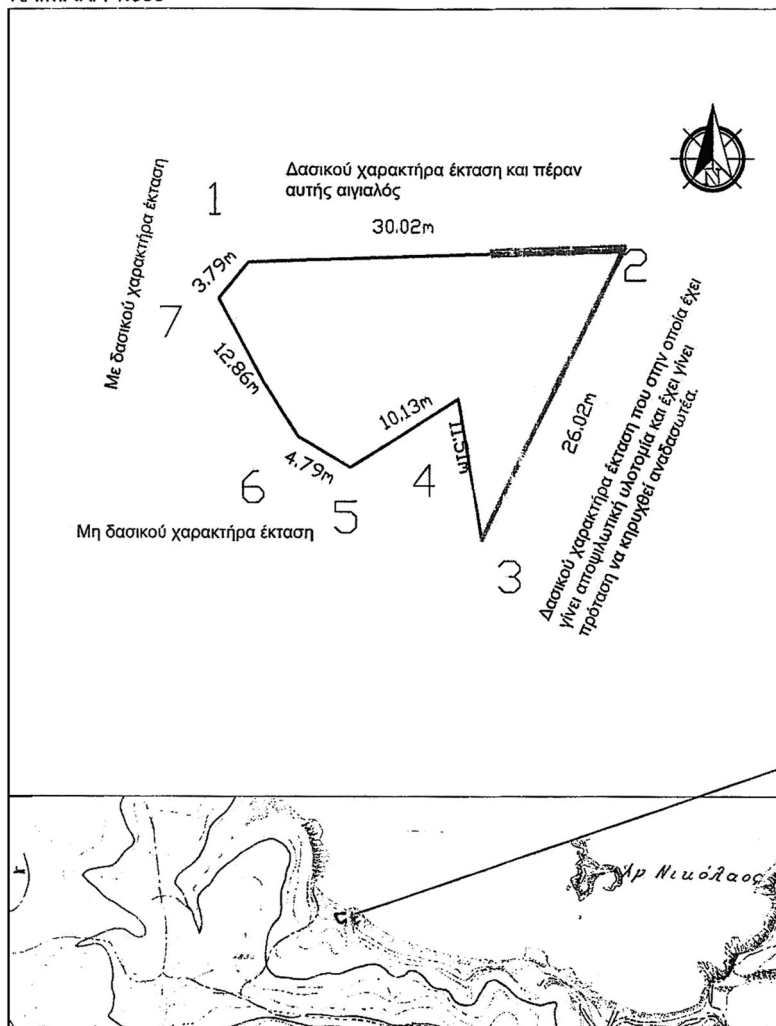 Δασικού χαρακτήρα έκταση και πέραν
αυτής αιγιαλός
30.02m
N
1
2
3.79m
Με δασικού χαρακτήρα έκταση
7
12.86m
10.13m
11.51m
26.02m
Δασικού χαρακτήρα έκταση που στην οποία έχει
γίνει αποψιλωτική υλοτομία και έχει γίνει
πρόταση να κηρυχθεί αναδασωτέα.
4.79m
6
5
4
3
Μη δασικού χαρακτήρα έκταση
Νικόλαος